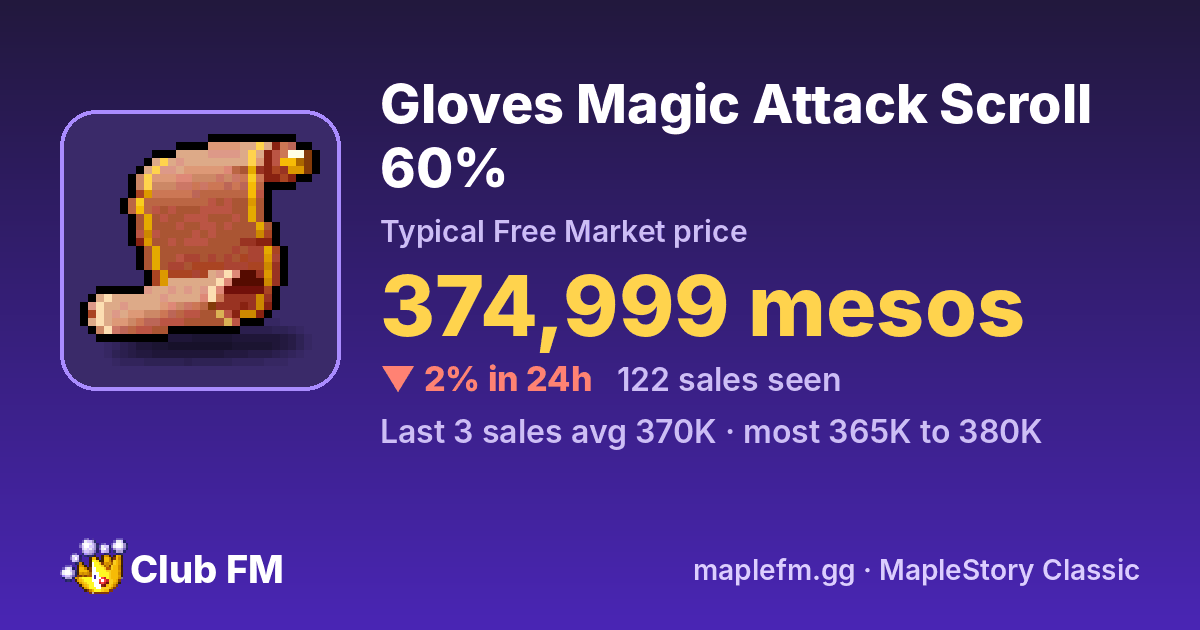 Gloves Magic Attack Scroll
60%
Typical Free Market price
374,999 mesos
▼ 2% in 24h 122 sales seen
Last 3 sales avg 370K · most 365K to 380K
Club FM
maplefm.gg · MapleStory Classic